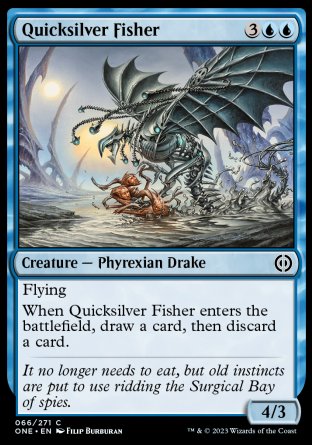 Quicksilver Fisher 3
Creature — Phyrexian Drake
Flying
When Quicksilver Fisher enters the
battlefield, draw a card, then discard
a card.
It no longer needs to eat, but old instincts
are put to use ridding the Surgical Bay
of spies.
4/3
066/271 C
ONE • EN Filip Burburan
™ & © 2023 Wizards of the Coast